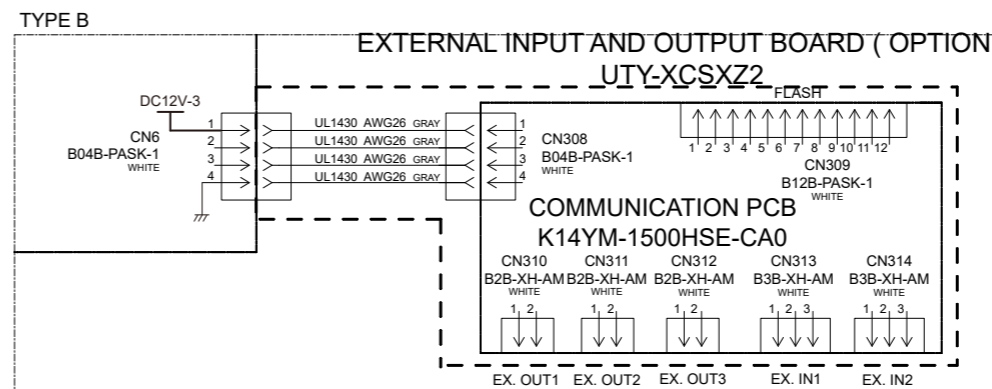 TYPE B
EXTERNAL INPUT AND OUTPUT BOARD ( OPTION
UTY-XCSXZ2
FLASH
DC12V-3
CN6
B04B-PASK-1
WHITE
1
2
3
4
UL1430 AWG26 GRAY
UL1430 AWG26 GRAY
UL1430 AWG26 GRAY
UL1430 AWG26 GRAY
1
2
3
4
CN308
B04B-PASK-1
WHITE
1 2 3 4 5 6 7 8 9 10 11 12
CN309
B12B-PASK-1
WHITE
COMMUNICATION PCB
K14YM-1500HSE-CA0
CN310 CN311 CN312 CN313 CN314
B2B-XH-AM B2B-XH-AM B2B-XH-AM B3B-XH-AM B3B-XH-AM
WHITE WHITE WHITE WHITE WHITE
1 2 1 2 1 2 1 2 3 1 2 3
EX. OUT1 EX. OUT2 EX. OUT3 EX. IN1 EX. IN2